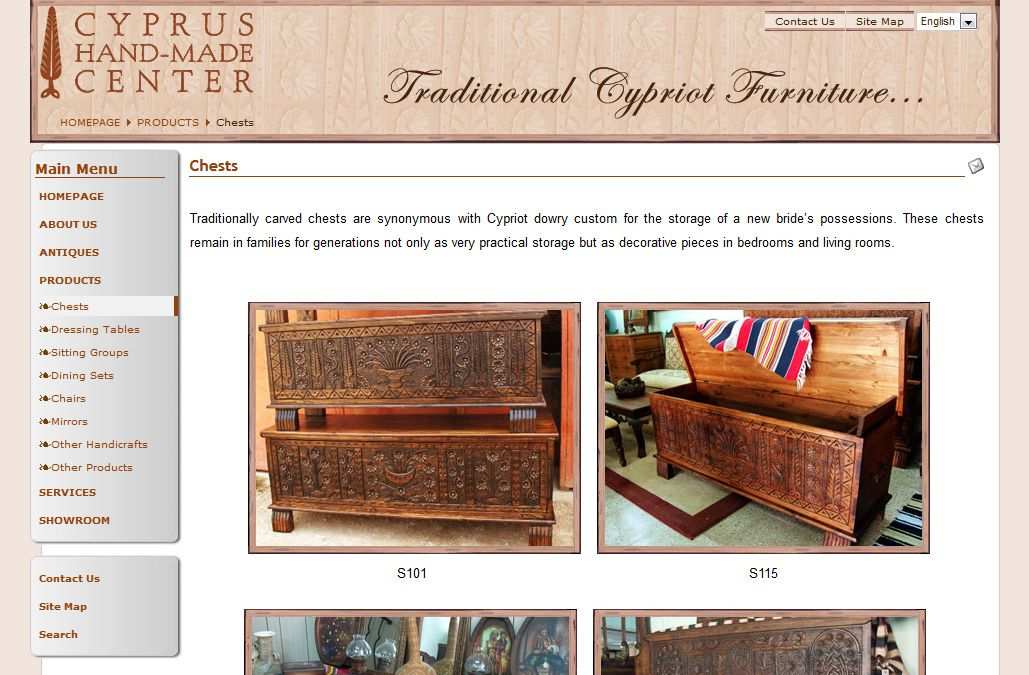 CYPRUS
HAND-MADE
CENTER
Contact Us
Site Map
English
Traditional Cypriot Furniture...
HOMEPAGE PRODUCTS Chests
Main Menu
HOMEPAGE
ABOUT US
ANTIQUES
PRODUCTS
Chests
Dressing Tables
Sitting Groups
Dining Sets
Chairs
Mirrors
Other Handicrafts
Other Products
SERVICES
SHOWROOM
Contact Us
Site Map
Search
Chests
Traditionally carved chests are synonymous with Cypriot dowry custom for the storage of a new bride's possessions. These chests
remain in families for generations not only as very practical storage but as decorative pieces in bedrooms and living rooms.
S101
S115